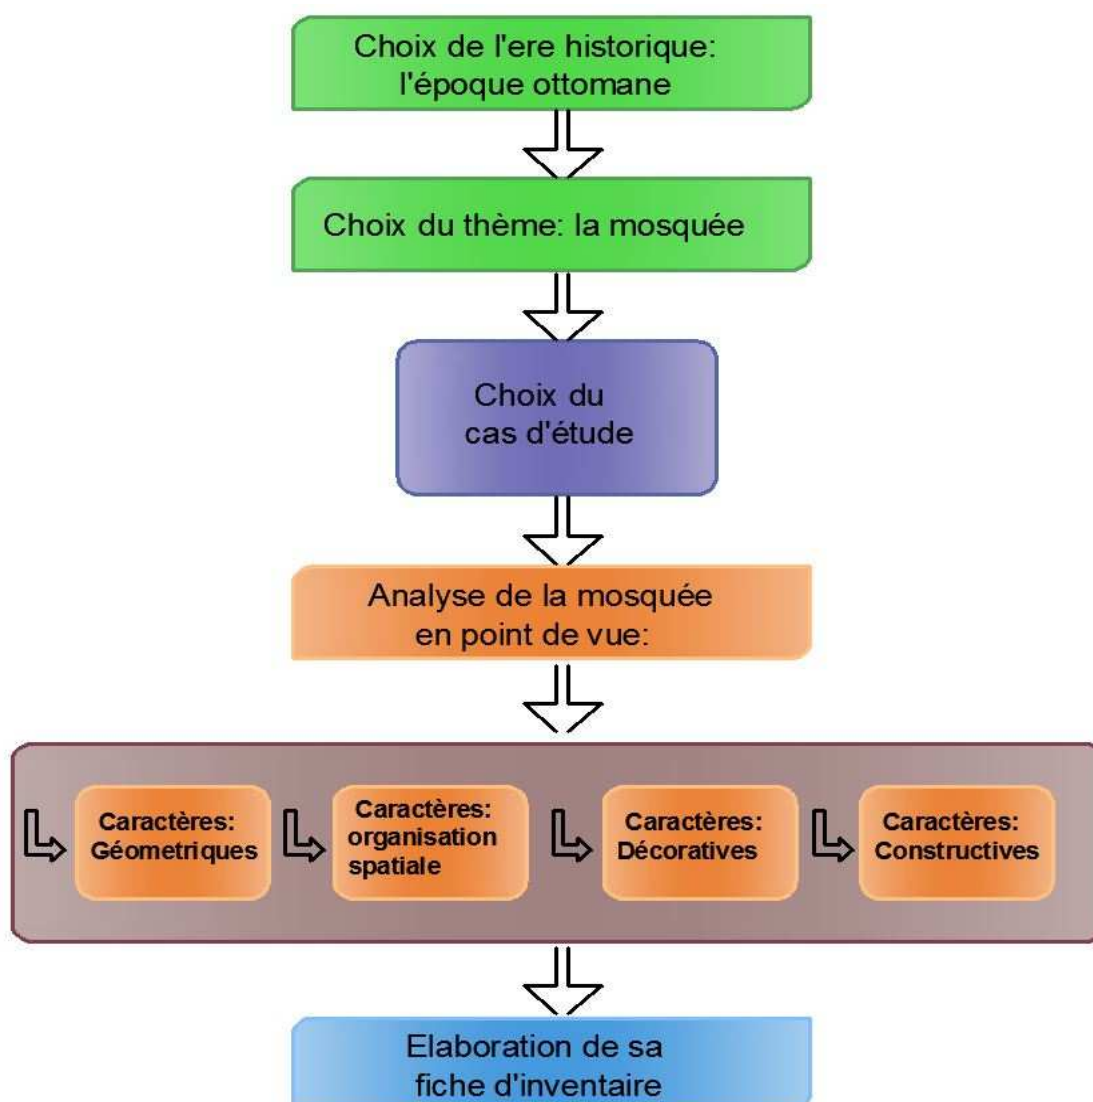 Choix de l'ere historique:
l'époque ottomane
Choix du thème: la mosquée
Choix du
cas d'étude
Analyse de la mosquée
en point de vue:
Caractères:
Géometriques
Caractères:
organisation
spatiale
Caractères:
Décoratives
Caractères:
Constructives
Elaboration de sa
fiche d'inventaire